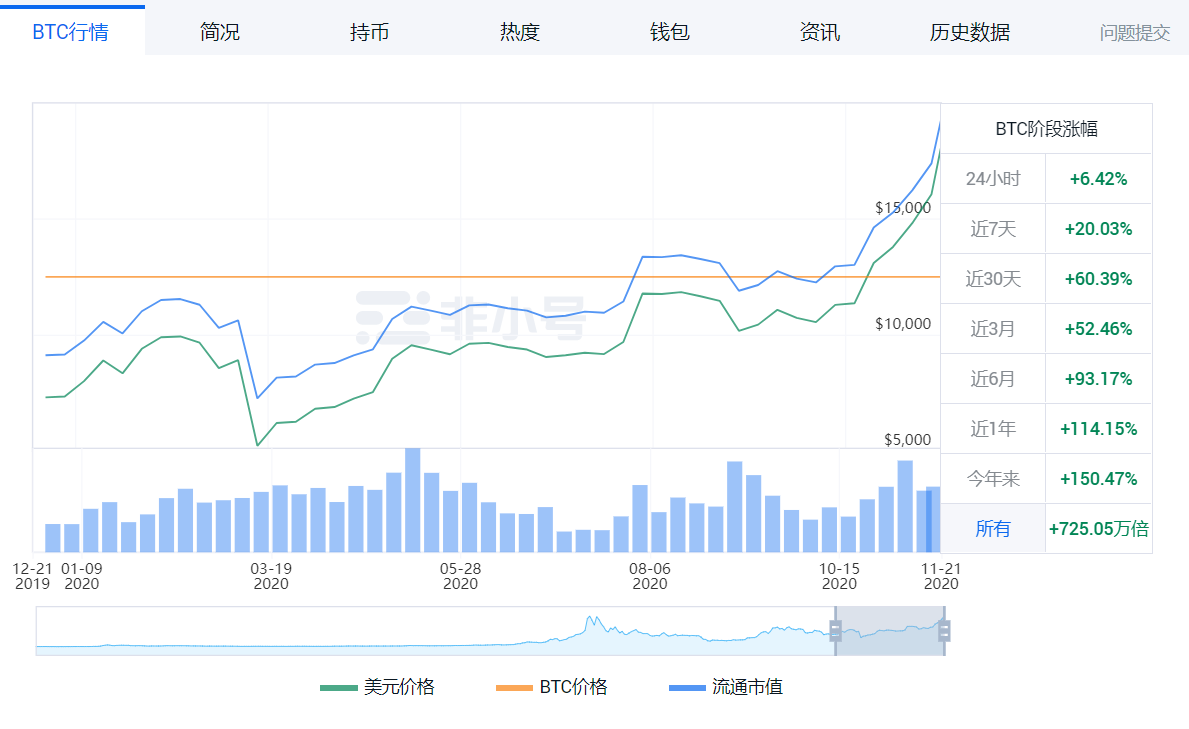 BTC行情
简况
持币
热度
钱包
资讯
历史数据
问题提交
非小号
$15,000
$10,000
$5,000
12-21
2019
01-09
2020
03-19
2020
05-28
2020
08-06
2020
10-15
2020
11-21
2020
美元价格
BTC价格
流通市值
BTC阶段涨幅
24小时 +6.42%
近7天 +20.03%
近30天 +60.39%
近3月 +52.46%
近6月 +93.17%
近1年 +114.15%
今年来 +150.47%
所有 +725.05万倍